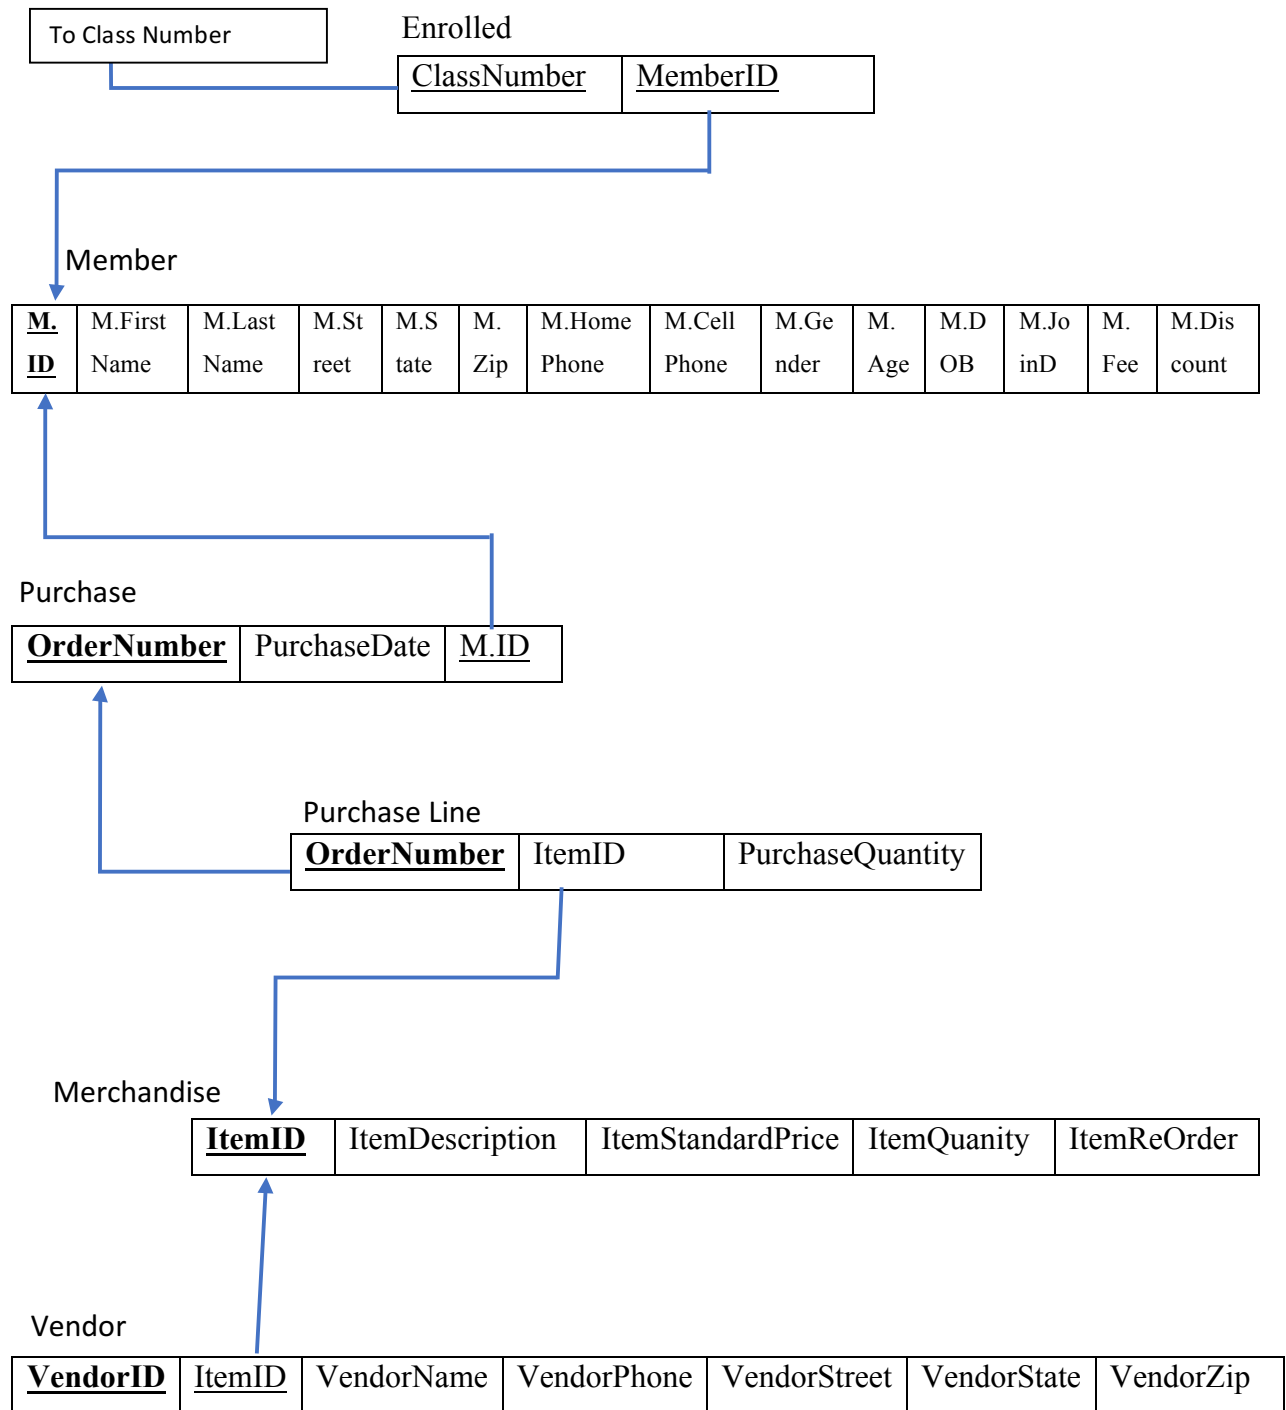 To Class Number
Enrolled
ClassNumber MemberID
Member
M. M.First M.Last M.St M.S M. M.Home M.Cell M.Ge M. M.D M.Jo M. M.Dis
ID Name Name reet tate Zip Phone Phone nder Age OB inD Fee count
Purchase
OrderNumber PurchaseDate M.ID
Purchase Line
OrderNumber ItemID PurchaseQuantity
Merchandise
ItemID ItemDescription ItemStandardPrice ItemQuanity ItemReOrder
Vendor
VendorID ItemID VendorName VendorPhone VendorStreet VendorState VendorZip